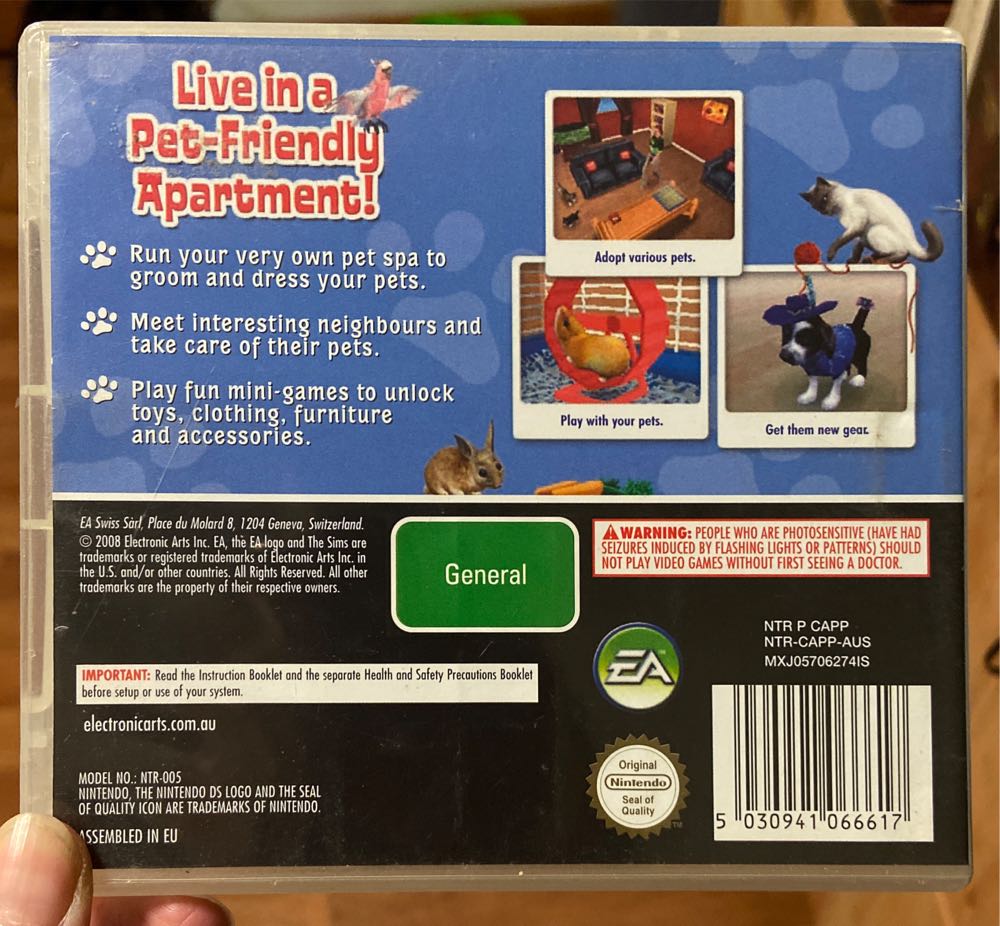 Live in a
Pet-Friendly
Apartment!
Run your very own pet spa to
groom and dress your pets.
Meet interesting neighbours and
take care of their pets.
Play fun mini-games to unlock
toys, clothing, furniture
and accessories.
Adopt various pets.
Play with your pets.
Get them new gear.
EA Swiss Sàrl, Place du Molard 8, 1204 Geneva, Switzerland.
© 2008 Electronic Arts Inc. EA, the EA logo and The Sims are
trademarks or registered trademarks of Electronic Arts Inc. in
the U.S. and/or other countries. All Rights Reserved. All other
trademarks are the property of their respective owners.
General
WARNING: PEOPLE WHO ARE PHOTOSENSITIVE (HAVE HAD
SEIZURES INDUCED BY FLASHING LIGHTS OR PATTERNS) SHOULD
NOT PLAY VIDEO GAMES WITHOUT FIRST SEEING A DOCTOR.
NTR P CAPP
NTR-CAPP-AUS
MXJ05706274IS
EA™
IMPORTANT: Read the Instruction Booklet and the separate Health and Safety Precautions Booklet
before setup or use of your system.
electronicarts.com.au
MODEL NO.: NTR-005
NINTENDO, THE NINTENDO DS LOGO AND THE SEAL
OF QUALITY ICON ARE TRADEMARKS OF NINTENDO.
ASSEMBLED IN EU
Original
Nintendo
Seal of
Quality
TM
5 030941 066617